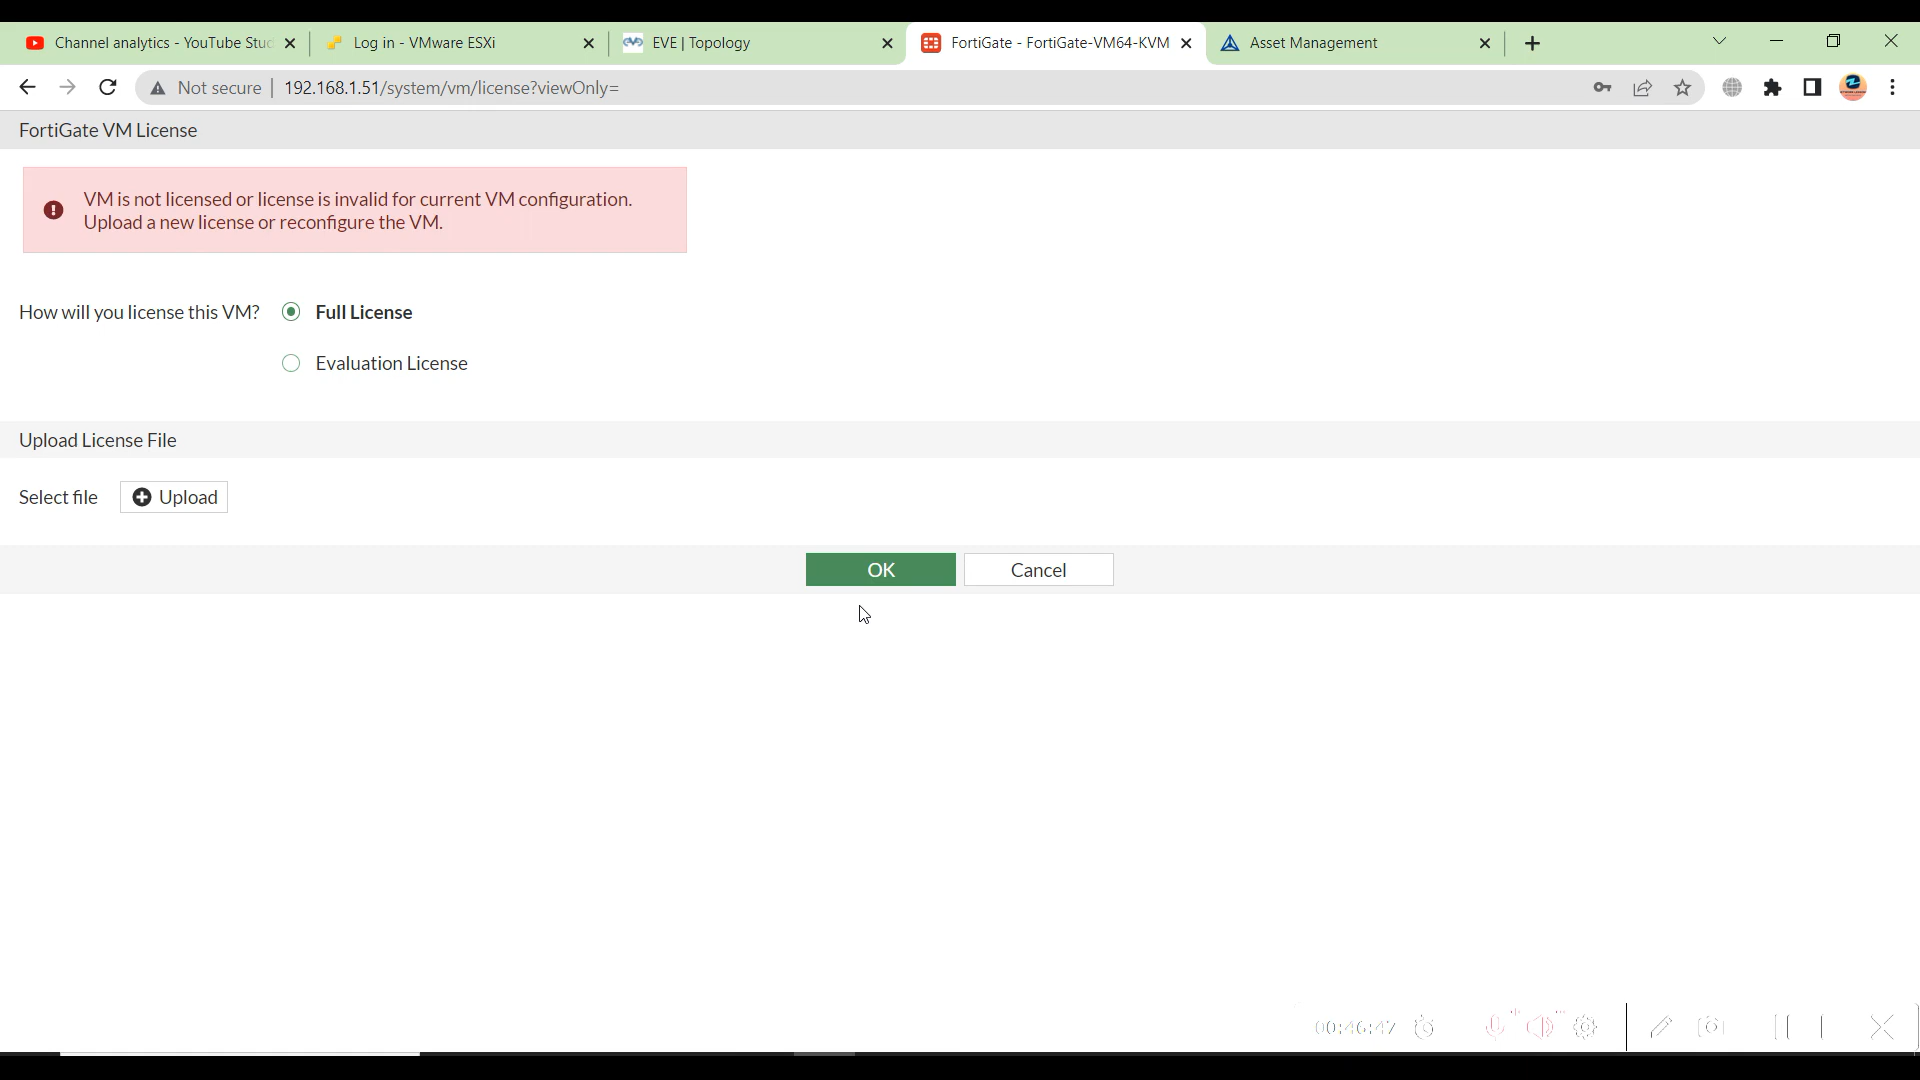 Channel analytics - YouTube Stuc
Log in - VMware ESXi
EVE | Topology
FortiGate - FortiGate-VM64-KVM
Asset Management
Not secure
192.168.1.51/system/vm/license?viewOnly=
FortiGate VM License
VM is not licensed or license is invalid for current VM configuration.
Upload a new license or reconfigure the VM.
How will you license this VM?
Full License
Evaluation License
Upload License File
Select file
Upload
OK
Cancel
00:46:47